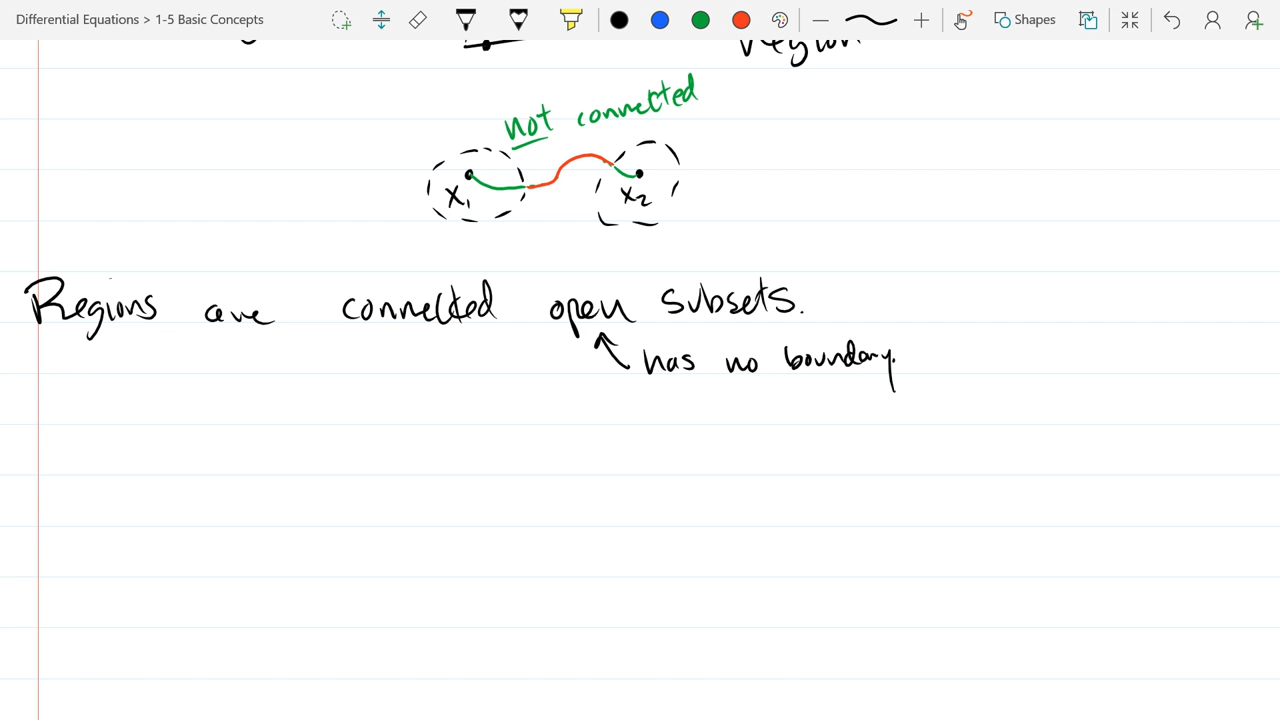 Differential Equations > 1-5 Basic Concepts
Shapes
Region
not connected
x₁
x₂
Regions are connected open subsets.
has no boundary.